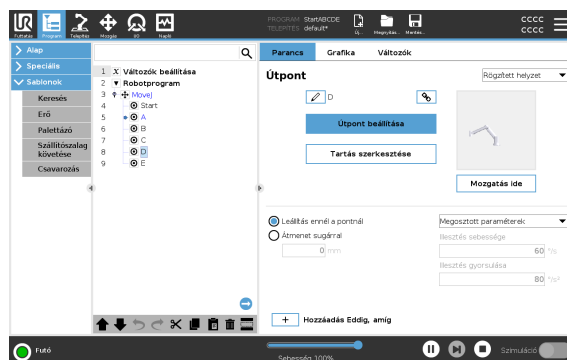 UR
Futtatás
Program
Telepítés
Mozgás
I/O
Napló
PROGRAM StartABCDE
TELEPÍTÉS default*
Új...
Megnyitás...
Mentés...
CCCC
CCCC
Alap
Speciális
Sablonok
Keresés
Erő
Palettázó
Szállítószalag
követése
Csavarozás
1 X Változók beállítása
2 Robotprogram
3 MoveJ
4 Start
5 A
6 B
7 C
8 D
9 E
Parancs
Grafika
Változók
Útpont
Rögzített helyzet
D
Útpont beállítása
Tartás szerkesztése
Mozgatás ide
Leállítás ennél a pontnál
Átmenet sugárral
0 mm
Megosztott paraméterek
Illesztés sebessége
60 °/s
Illesztés gyorsulása
80 °/s²
+ Hozzáadás Eddig, amíg
Futó
Sebesség 100%
Szimuláció